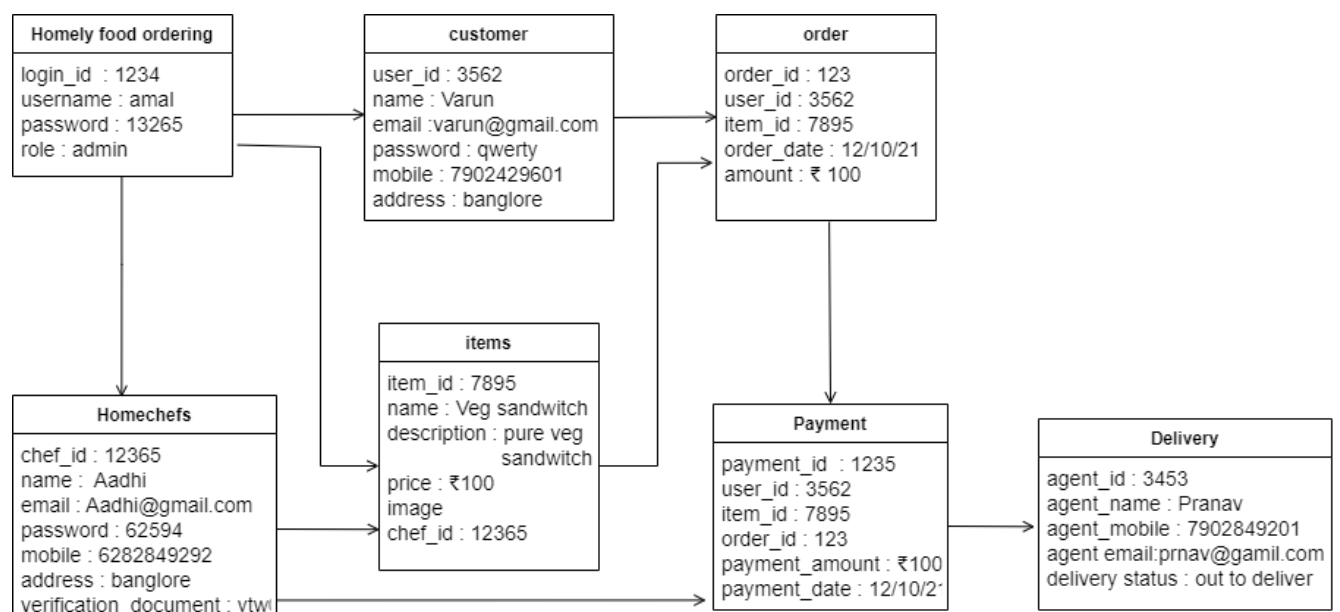 Homely food ordering
login_id : 1234
username : amal
password : 13265
role : admin
customer
user_id : 3562
name : Varun
email :varun@gmail.com
password : qwerty
mobile : 7902429601
address : banglore
order
order_id : 123
user_id : 3562
item_id : 7895
order_date : 12/10/21
amount : ₹ 100
items
item_id : 7895
name : Veg sandwitch
description : pure veg
sandwitch
price : ₹100
image
chef_id : 12365
Homechefs
chef_id : 12365
name : Aadhi
email : Aadhi@gmail.com
password : 62594
mobile : 6282849292
address : banglore
verification_document :
Payment
payment_id : 1235
user_id : 3562
item_id : 7895
order_id : 123
payment_amount : ₹100
payment_date :
Delivery
agent_id : 3453
agent_name : Pranav
agent_mobile : 7902849201
agent email:prnav@gamil.com
delivery status : out to deliver